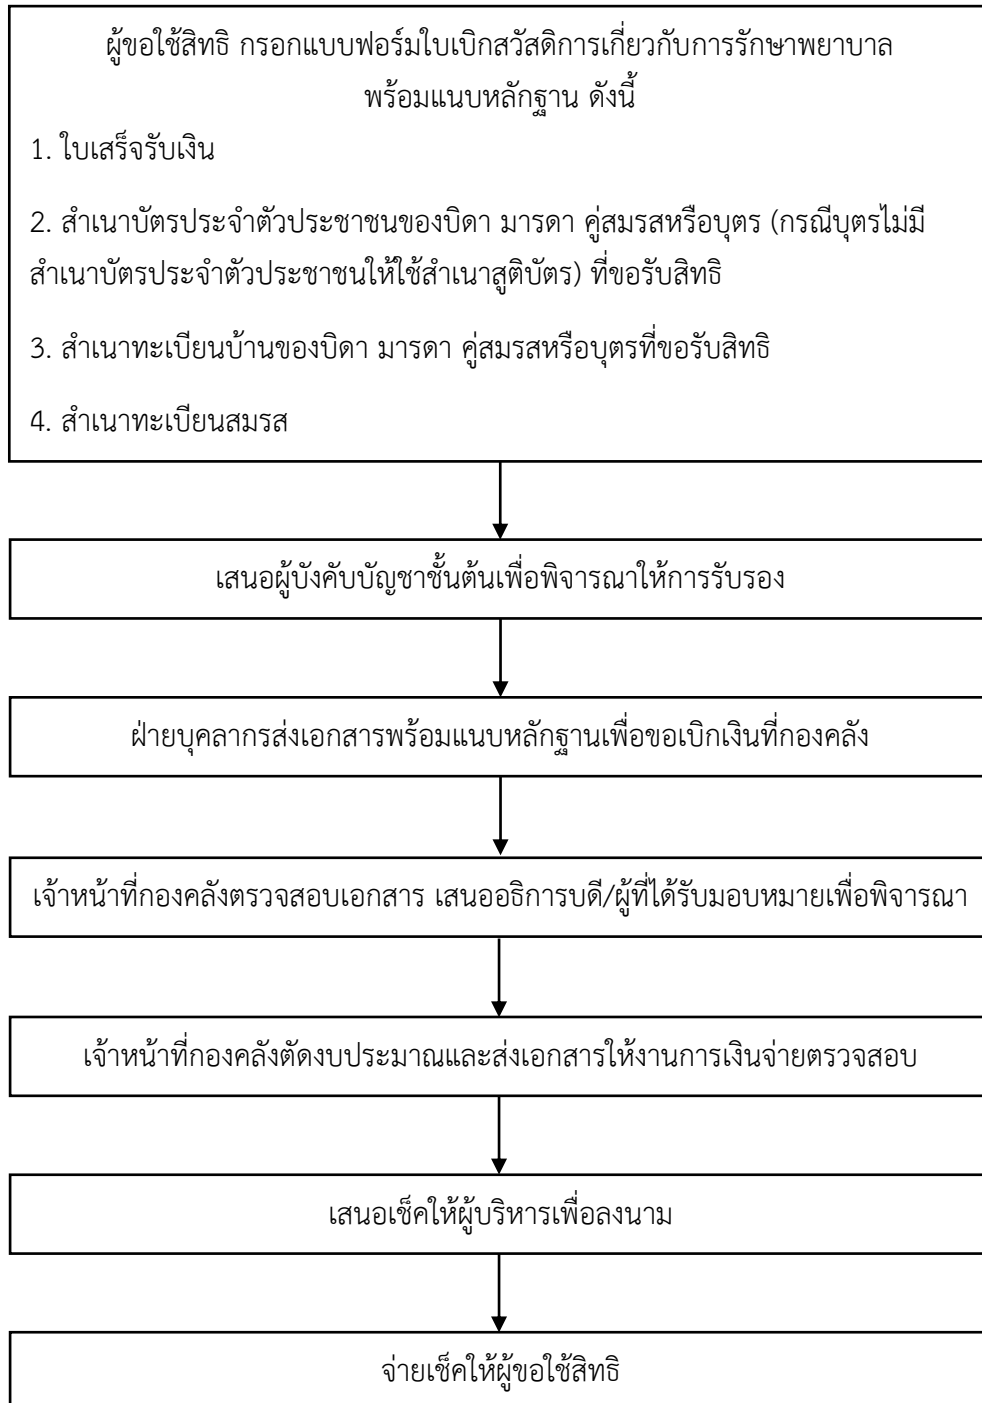 ผู้ขอใช้สิทธิ กรอกแบบฟอร์มใบเบิกสวัสดิการเกี่ยวกับการรักษาพยาบาล
พร้อมแนบหลักฐาน ดังนี้
1. ใบเสร็จรับเงิน
2. สำเนาบัตรประจำตัวประชาชนของบิดา มารดา คู่สมรสหรือบุตร (กรณีบุตรไม่มี
สำเนาบัตรประจำตัวประชาชนให้ใช้สำเนาสูติบัตร) ที่ขอรับสิทธิ
3. สำเนาทะเบียนบ้านของบิดา มารดา คู่สมรสหรือบุตรที่ขอรับสิทธิ
4. สำเนาทะเบียนสมรส
เสนอผู้บังคับบัญชาชั้นต้นเพื่อพิจารณาให้การรับรอง
ฝ่ายบุคลากรส่งเอกสารพร้อมแนบหลักฐานเพื่อขอเบิกเงินที่กองคลัง
เจ้าหน้าที่กองคลังตรวจสอบเอกสาร เสนออธิการบดี/ผู้ที่ได้รับมอบหมายเพื่อพิจารณา
เจ้าหน้าที่กองคลังตัดงบประมาณและส่งเอกสารให้งานการเงินจ่ายตรวจสอบ
เสนอเช็คให้ผู้บริหารเพื่อลงนาม
จ่ายเช็คให้ผู้ขอใช้สิทธิ